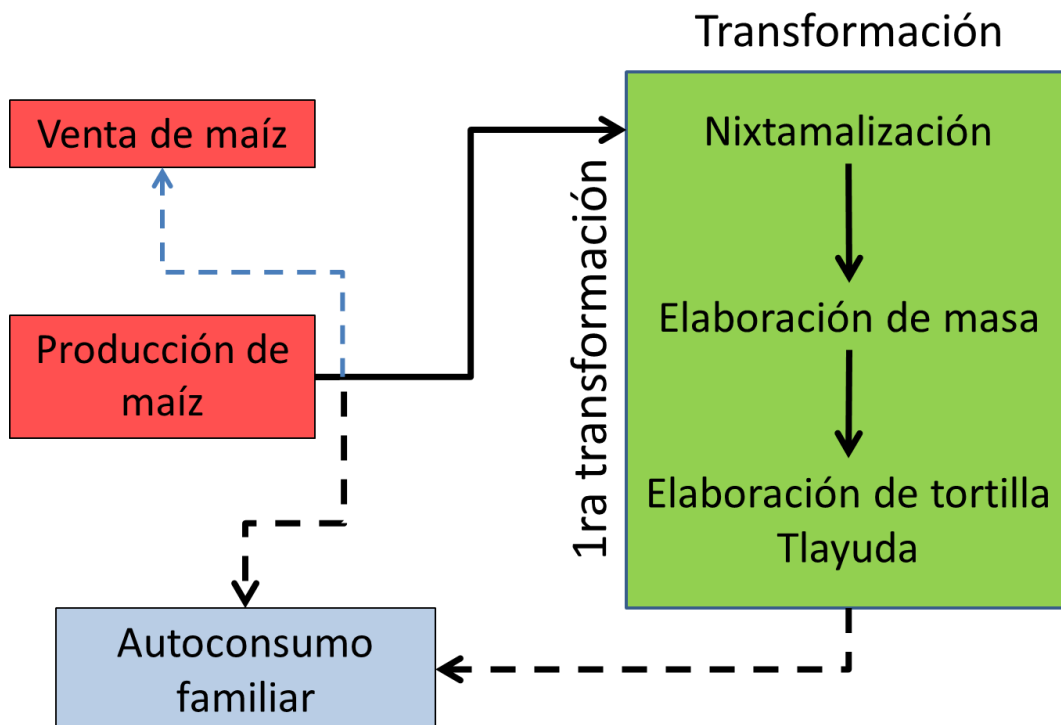 Transformación
Venta de maíz
Producción de
maíz
1ra transformación
Nixtamalización
Elaboración de masa
Elaboración de tortilla
Tlayuda
Autoconsumo
familiar